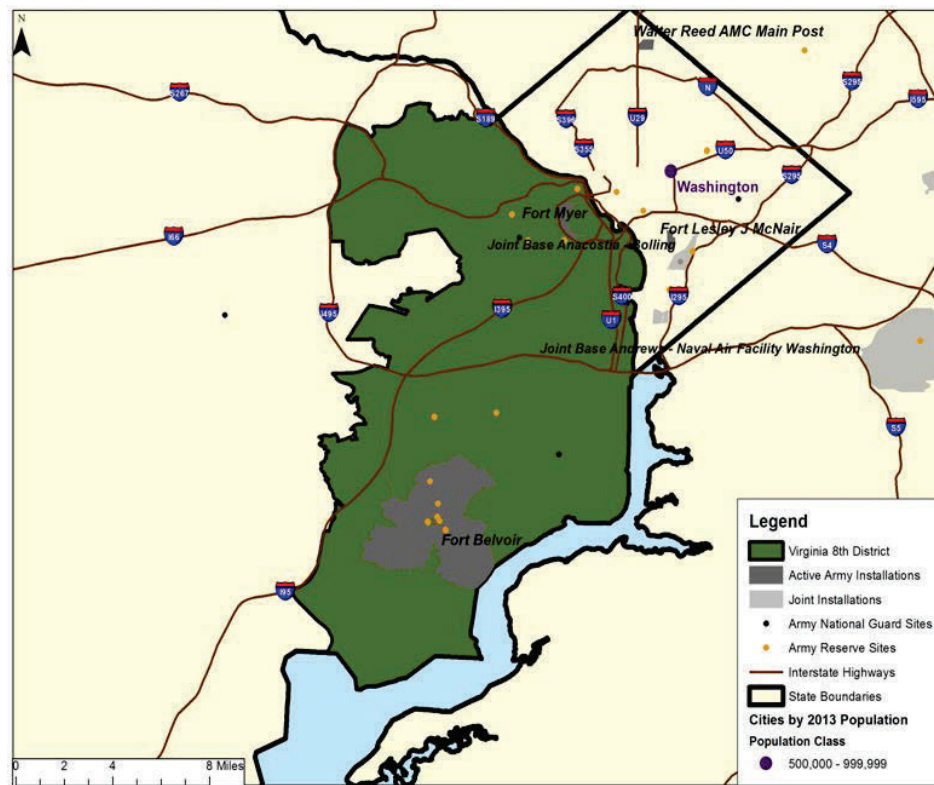 N
Walter Reed AMC Main Post
S267
S295
I595
N
S189
S396
U29
S355
U50
S295
Washington
Fort Myer
Fort Lesley J McNair
I66
Joint Base Anacostia - Bolling
S4
I495
I395
S400
I295
U1
Joint Base Andrews - Naval Air Facility Washington
S5
Fort Belvoir
I95
Legend
Virginia 8th District
Active Army Installations
Joint Installations
Army National Guard Sites
Army Reserve Sites
Interstate Highways
State Boundaries
Cities by 2013 Population
Population Class
500,000 - 999,999
0 2 4 8 Miles